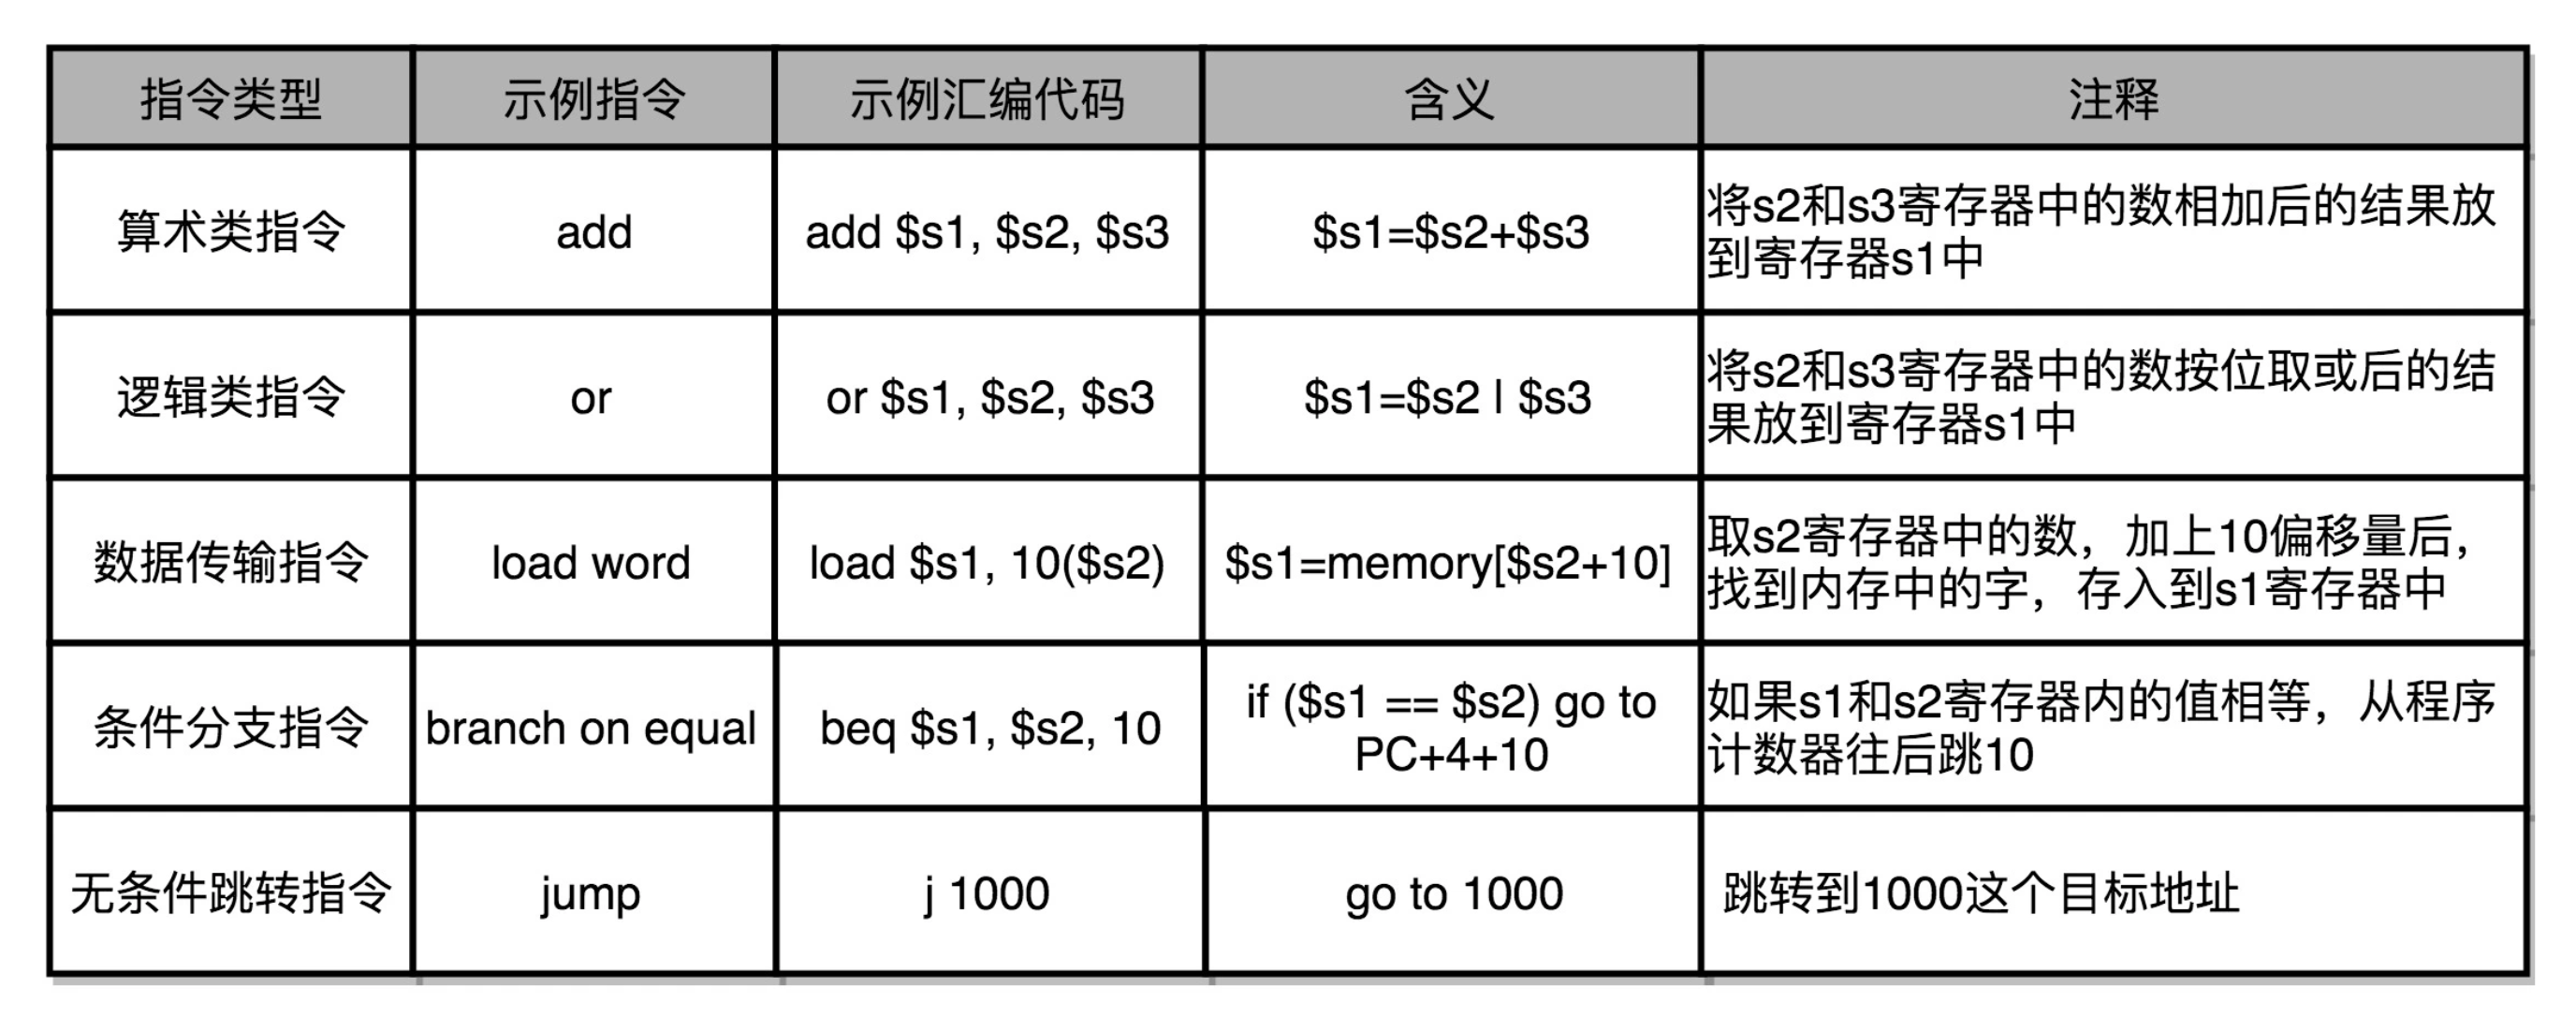 指令类型 示例指令 示例汇编代码 含义 注释
算术类指令 add add $s1, $s2, $s3 $s1=$s2+$s3 将s2和s3寄存器中的数相加后的结果放
到寄存器s1中
逻辑类指令 or or $s1, $s2, $s3 $s1=$s2 | $s3 将s2和s3寄存器中的数按位取或后的结
果放到寄存器s1中
数据传输指令 load word load $s1, 10($s2) $s1=memory[$s2+10] 取s2寄存器中的数，加上10偏移量后，
找到内存中的字，存入到s1寄存器中
条件分支指令 branch on equal beq $s1, $s2, 10 if ($s1 == $s2) go to
PC+4+10
如果s1和s2寄存器内的值相等，从程序
计数器往后跳10
无条件跳转指令 jump j 1000 go to 1000 跳转到1000这个目标地址